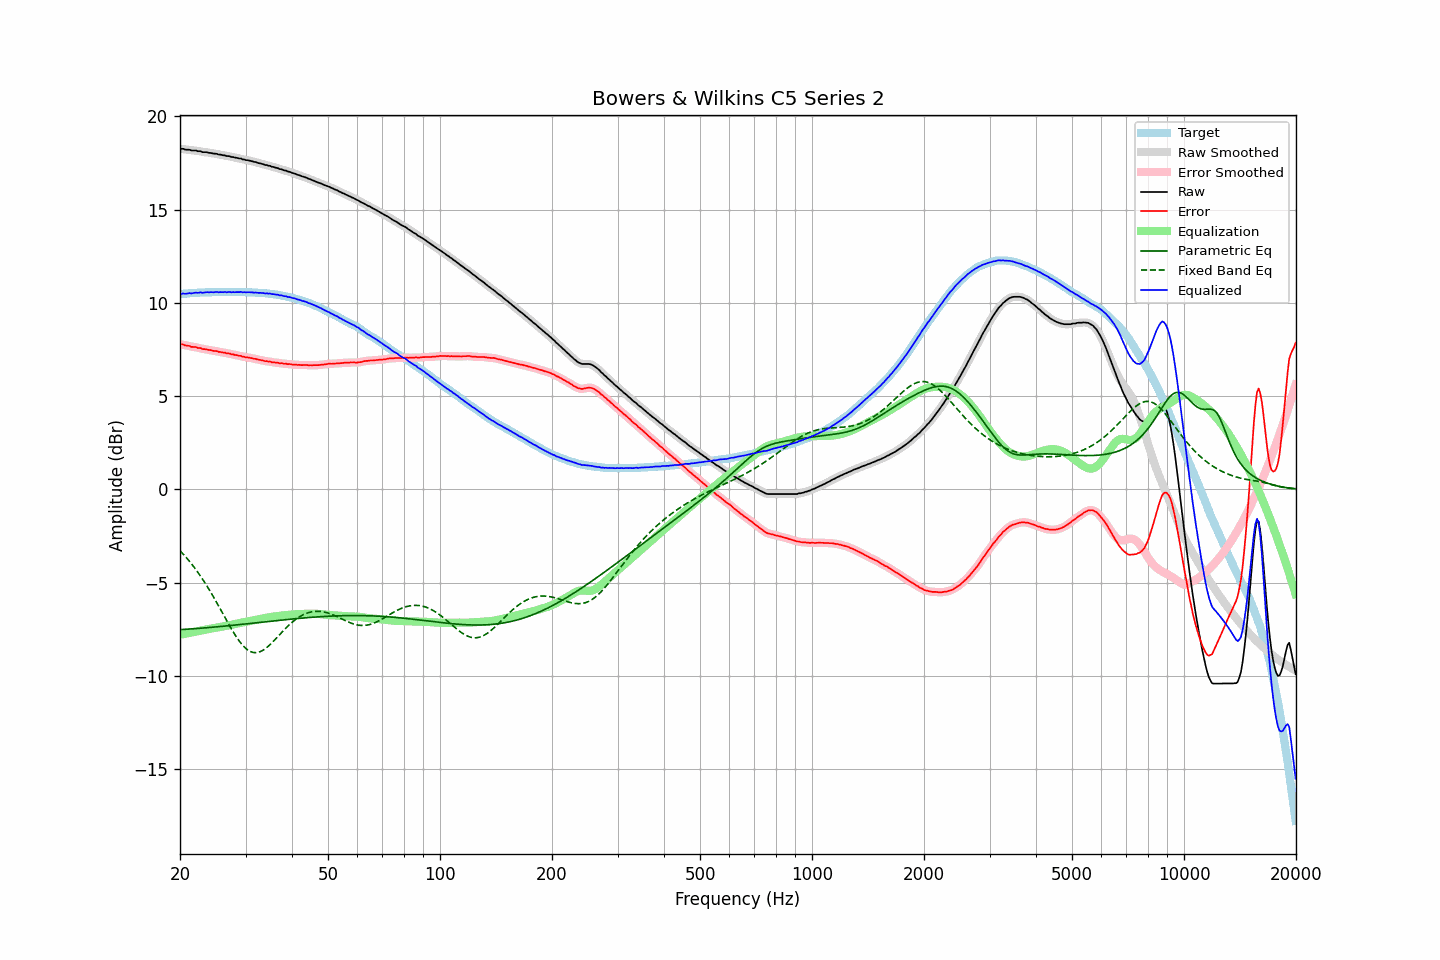 Bowers & Wilkins C5 Series 2
Amplitude (dBr)
20
15
10
5
0
−5
−10
−15
Target
Raw Smoothed
Error Smoothed
Raw
Error
Equalization
Parametric Eq
Fixed Band Eq
Equalized
20 50 100 200 500 1000 2000 5000 10000 20000
Frequency (Hz)